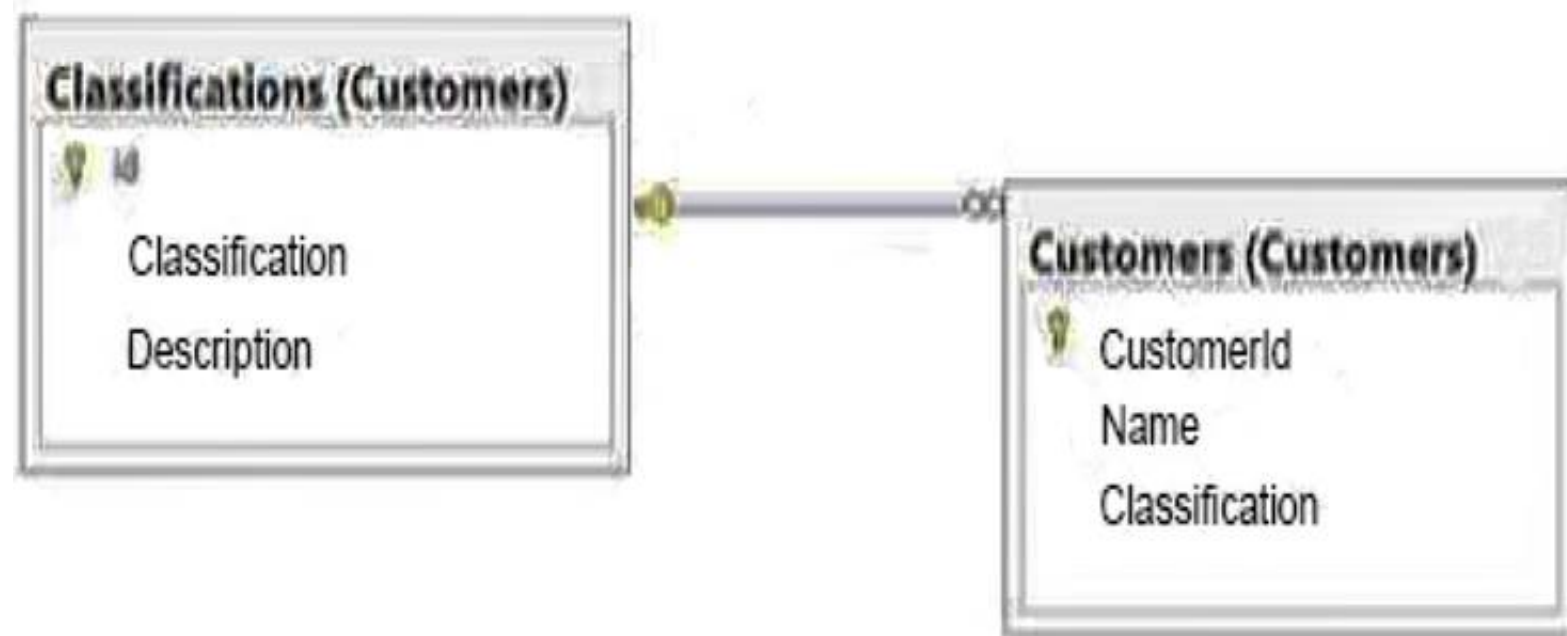 Classifications (Customers)
Id
Classification
Description
Customers (Customers)
CustomerId
Name
Classification